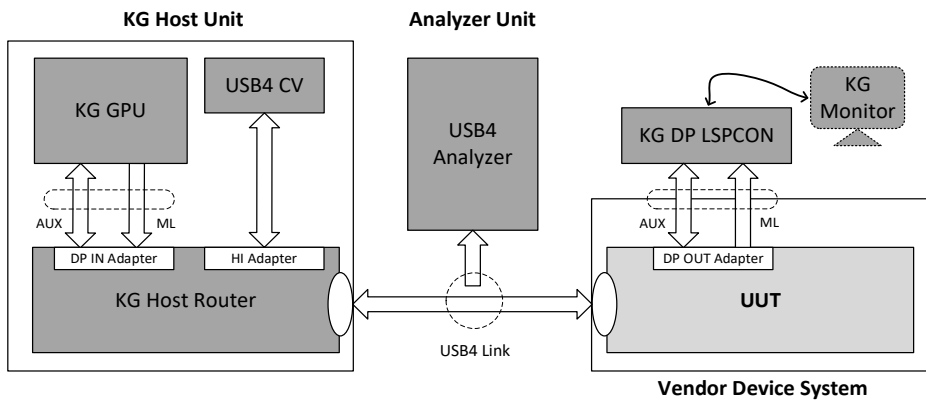 KG Host Unit
Analyzer Unit
KG GPU
USB4 CV
USB4
Analyzer
KG DP LSPCON
KG
Monitor
AUX
ML
AUX
ML
DP IN Adapter
HI Adapter
DP OUT Adapter
KG Host Router
UUT
USB4 Link
Vendor Device System